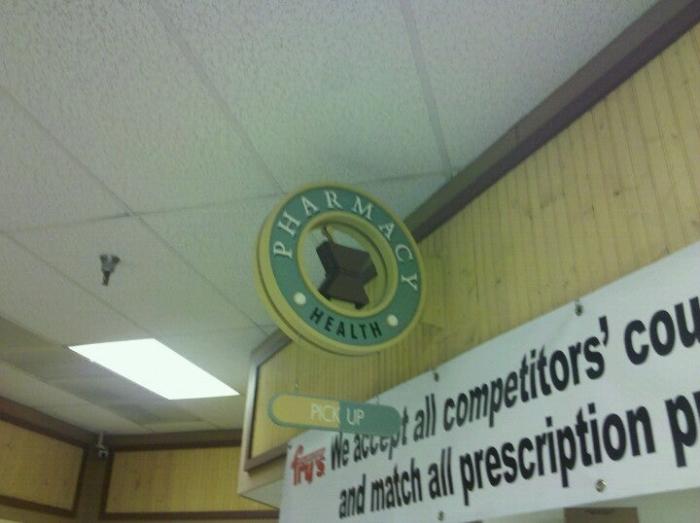 PHARMACY
HEALTH
PICK UP
fry's
We accept all competitors' cou
and match all prescription p